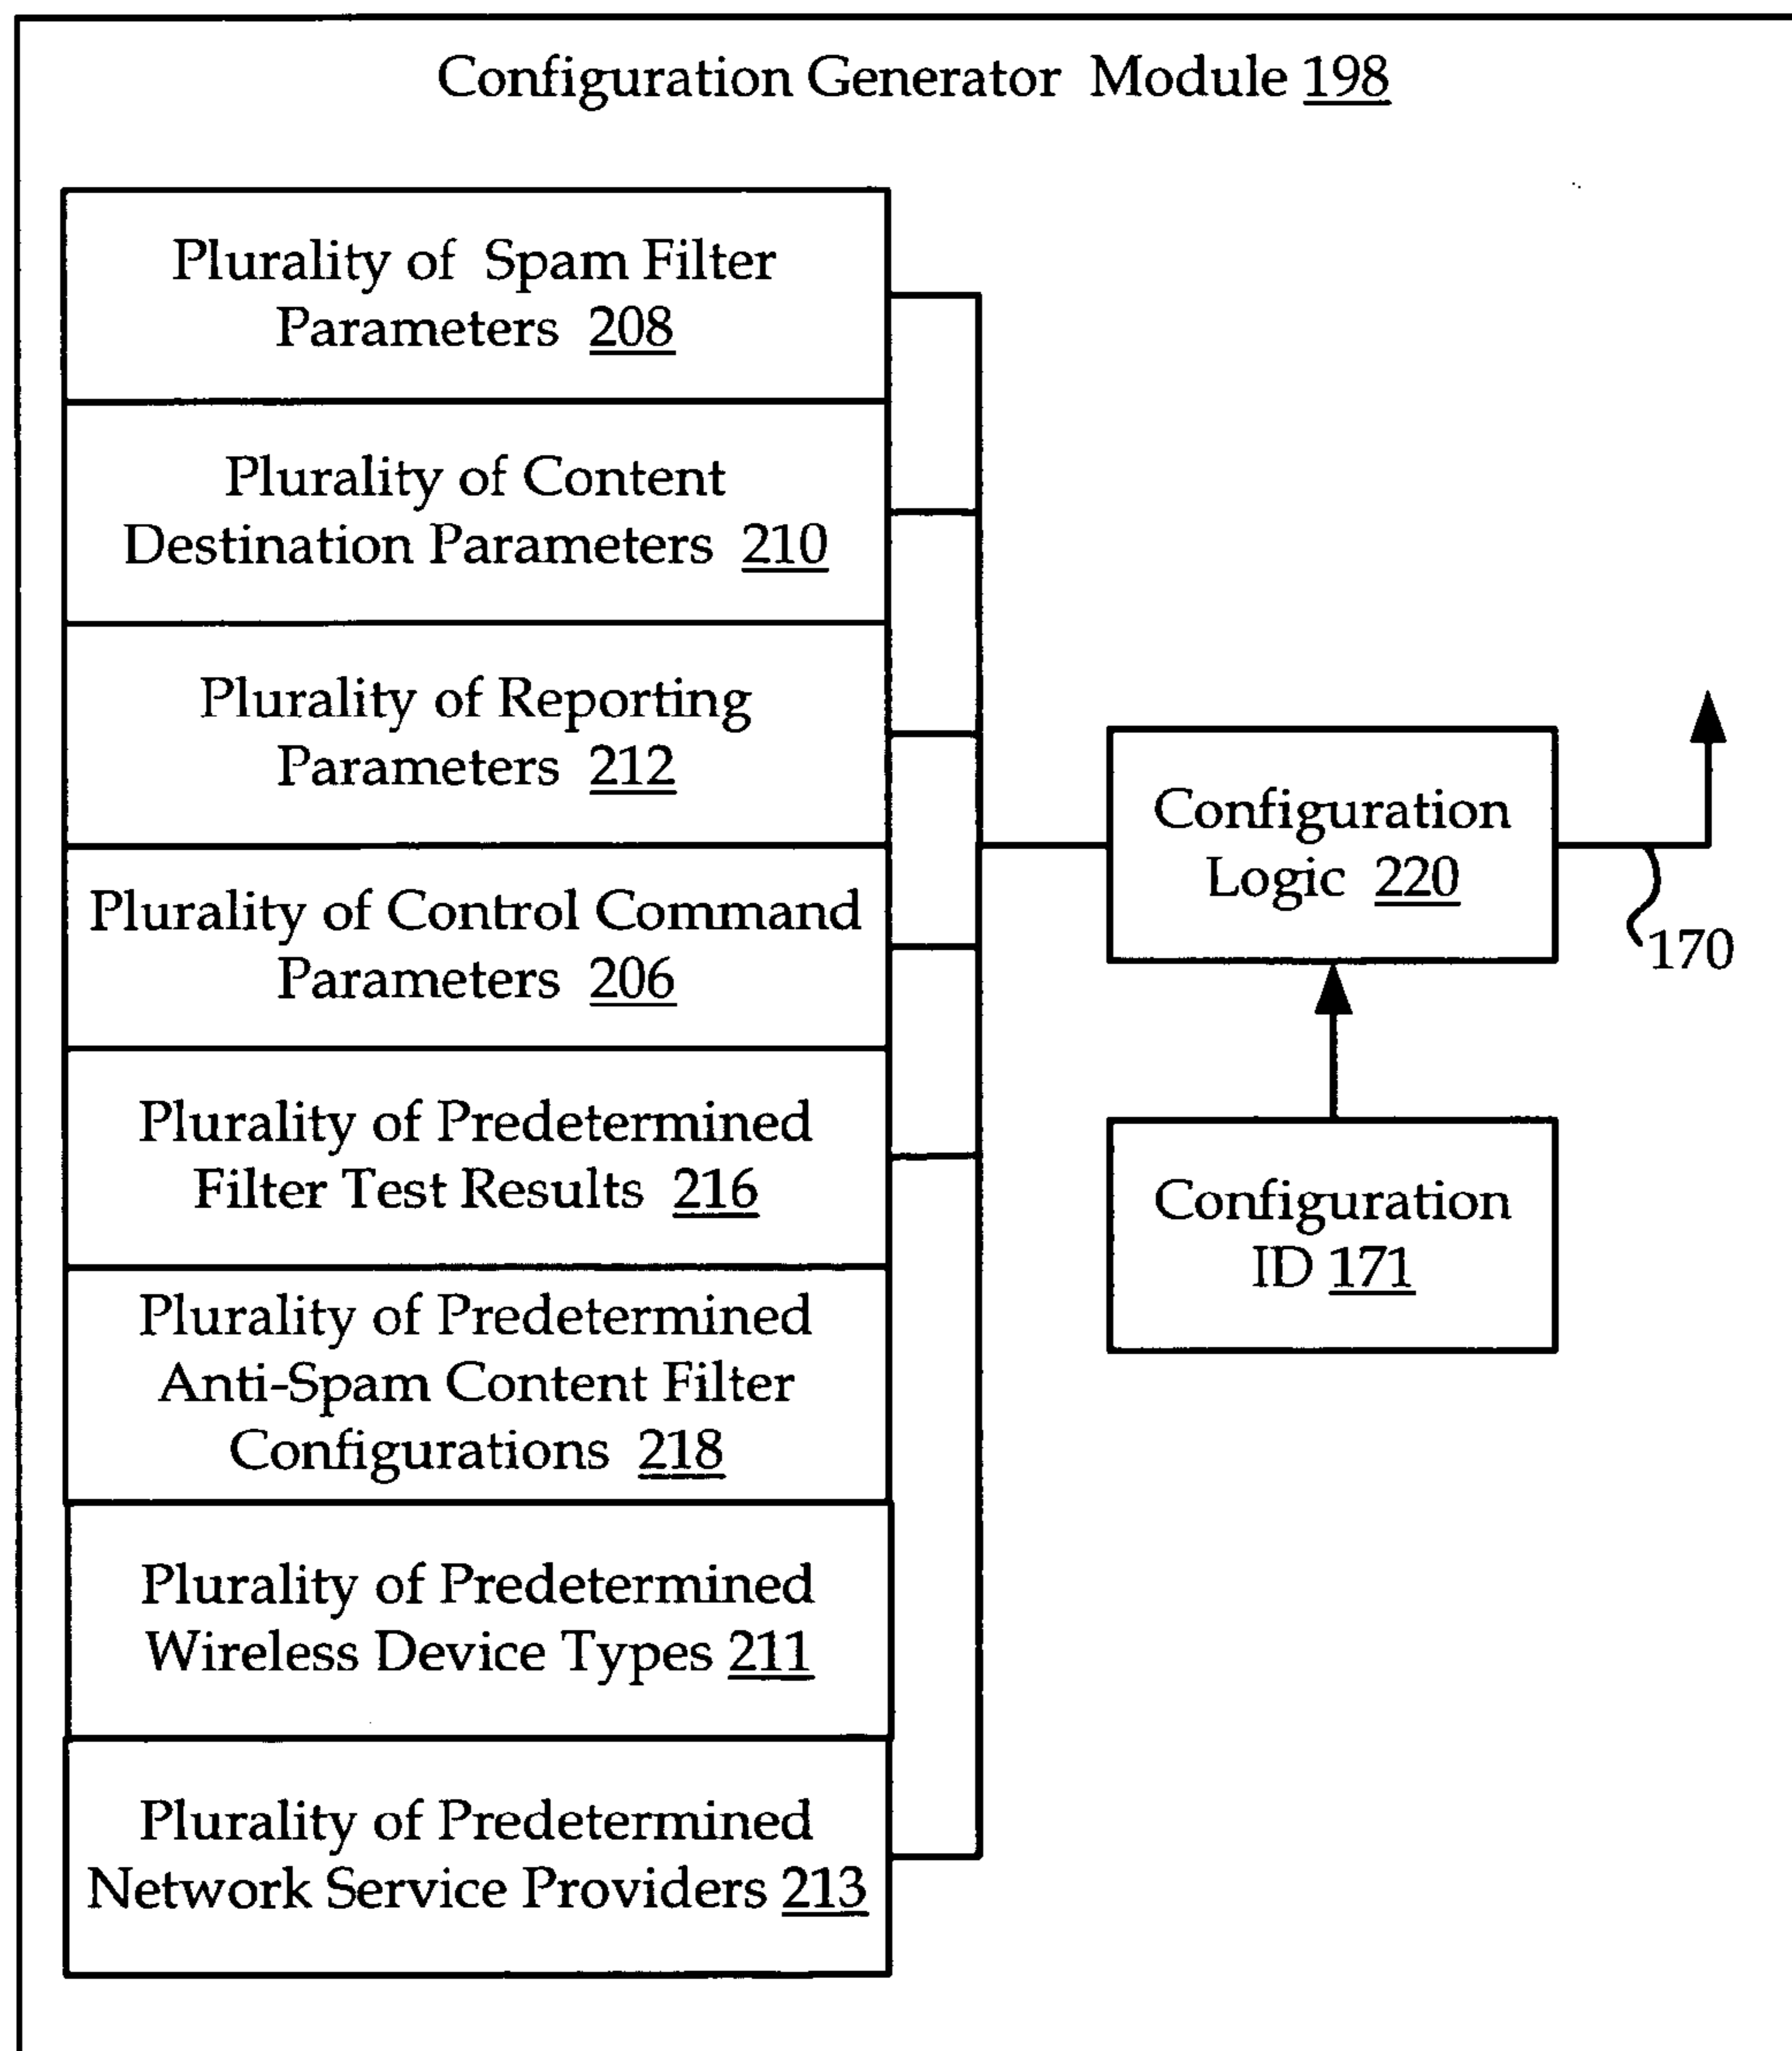 Configuration Generator Module 198
Plurality of Spam Filter
Parameters 208
Plurality of Content
Destination Parameters 210
Plurality of Reporting
Parameters 212
Plurality of Control Command
Parameters 206
Plurality of Predetermined
Filter Test Results 216
Plurality of Predetermined
Anti-Spam Content Filter
Configurations 218
Plurality of Predetermined
Wireless Device Types 211
Plurality of Predetermined
Network Service Providers 213
Configuration
Logic 220
170
Configuration
ID 171